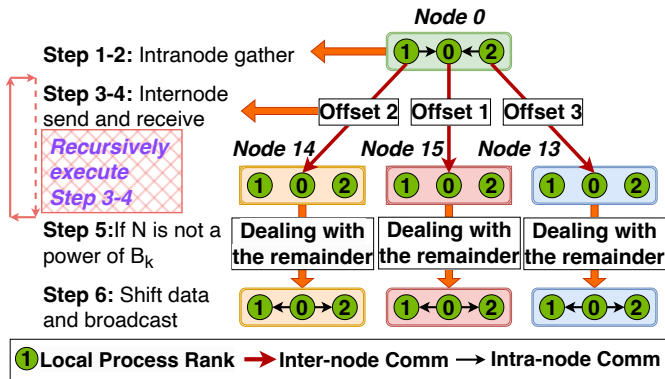 Node 0
Step 1-2: Intranode gather
1 0 2
Step 3-4: Internode
send and receive
Offset 2 Offset 1 Offset 3
Recursively
execute
Step 3-4
Node 14 Node 15 Node 13
1 0 2 1 0 2 1 0 2
Step 5:If N is not a
power of Bk
Dealing with
the remainder
Dealing with
the remainder
Dealing with
the remainder
Step 6: Shift data
and broadcast
1 0 2 1 0 2 1 0 2
1 Local Process Rank Inter-node Comm Intra-node Comm